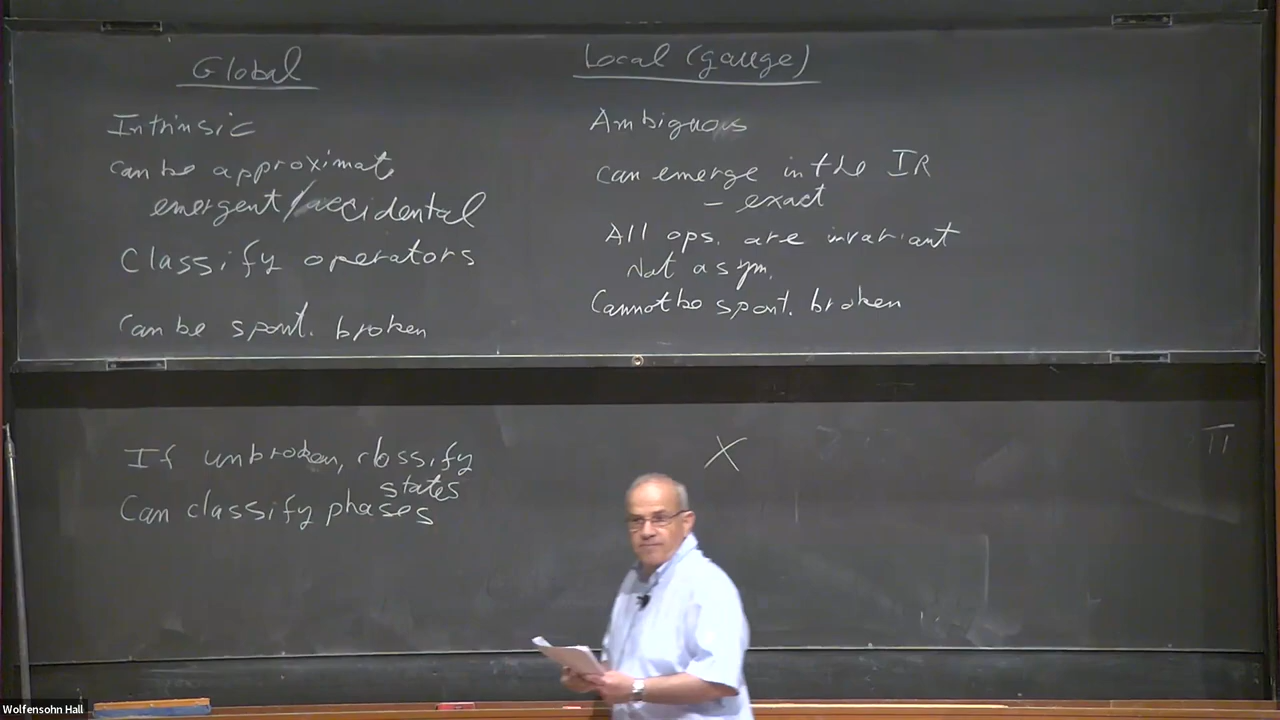 Global
Intrinsic
can be approximate
emergent/accidental
Classify operators
Can be spont. broken
Local (gauge)
Ambiguous
can emerge in the IR
– exact
All ops. are invariant
Not a sym.
Cannot be spont. broken
If unbroken, classify
states
Can classify phases
X
Wolfensohn Hall